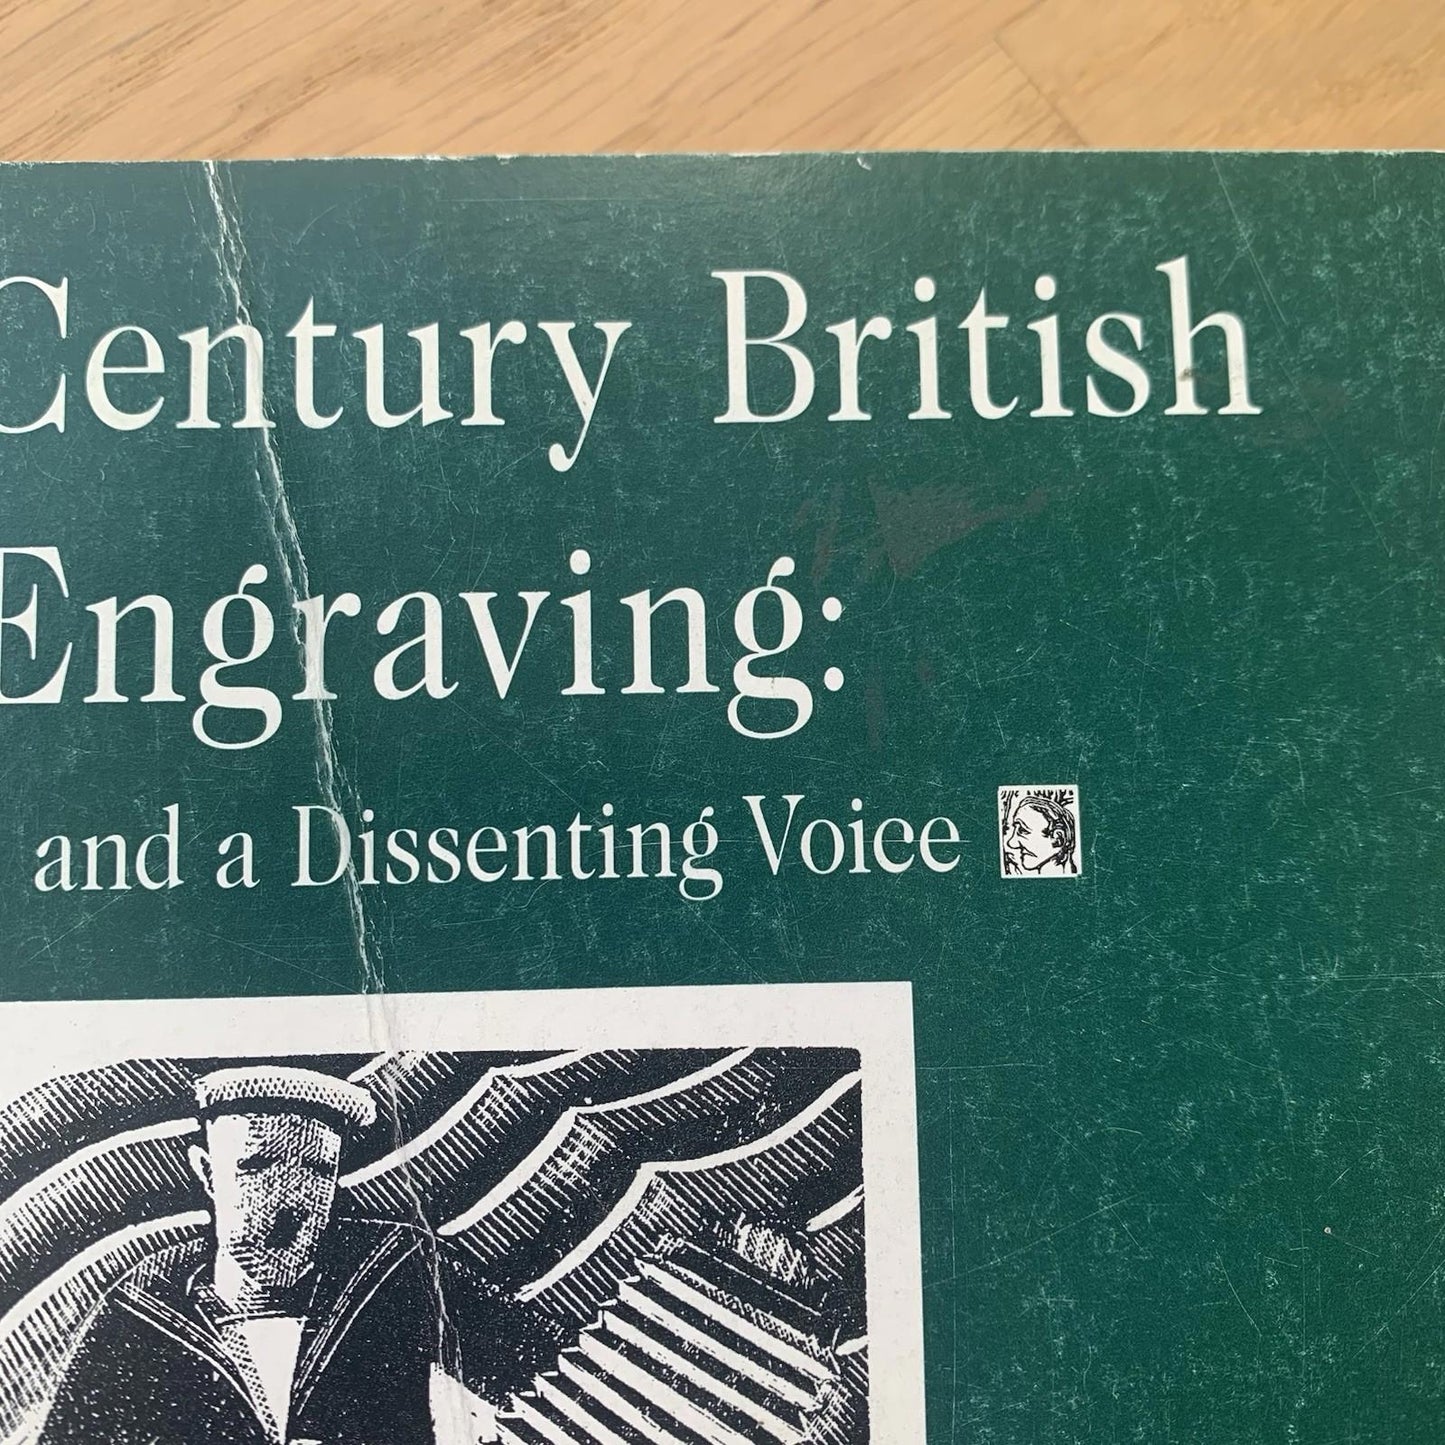 Century British
Engraving:
and a Dissenting Voice